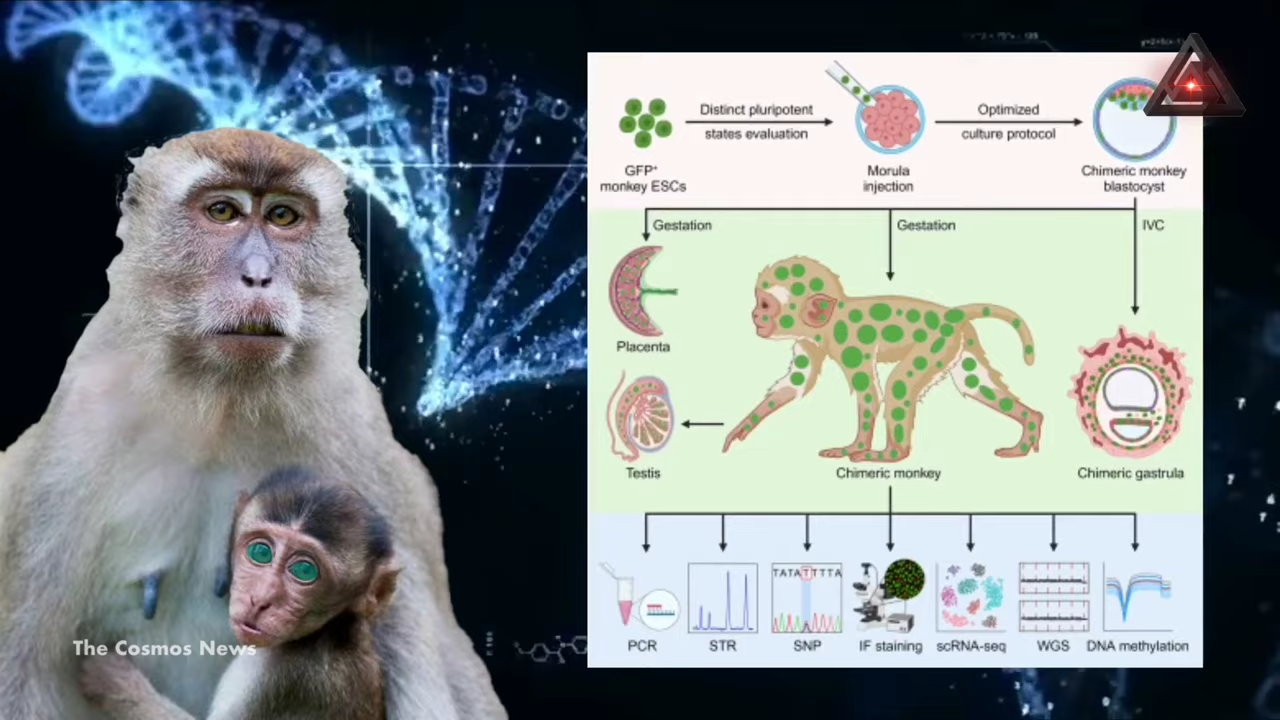 Distinct pluripotent
states evaluation
Optimized
culture protocol
GFP⁺
monkey ESCs
Morula
injection
Chimeric monkey
blastocyst
Gestation
Gestation
IVC
Placenta
Testis
Chimeric monkey
Chimeric gastrula
TATATTTTA
PCR
STR
SNP
IF staining
scRNA-seq
WGS
DNA methylation
The Cosmos News